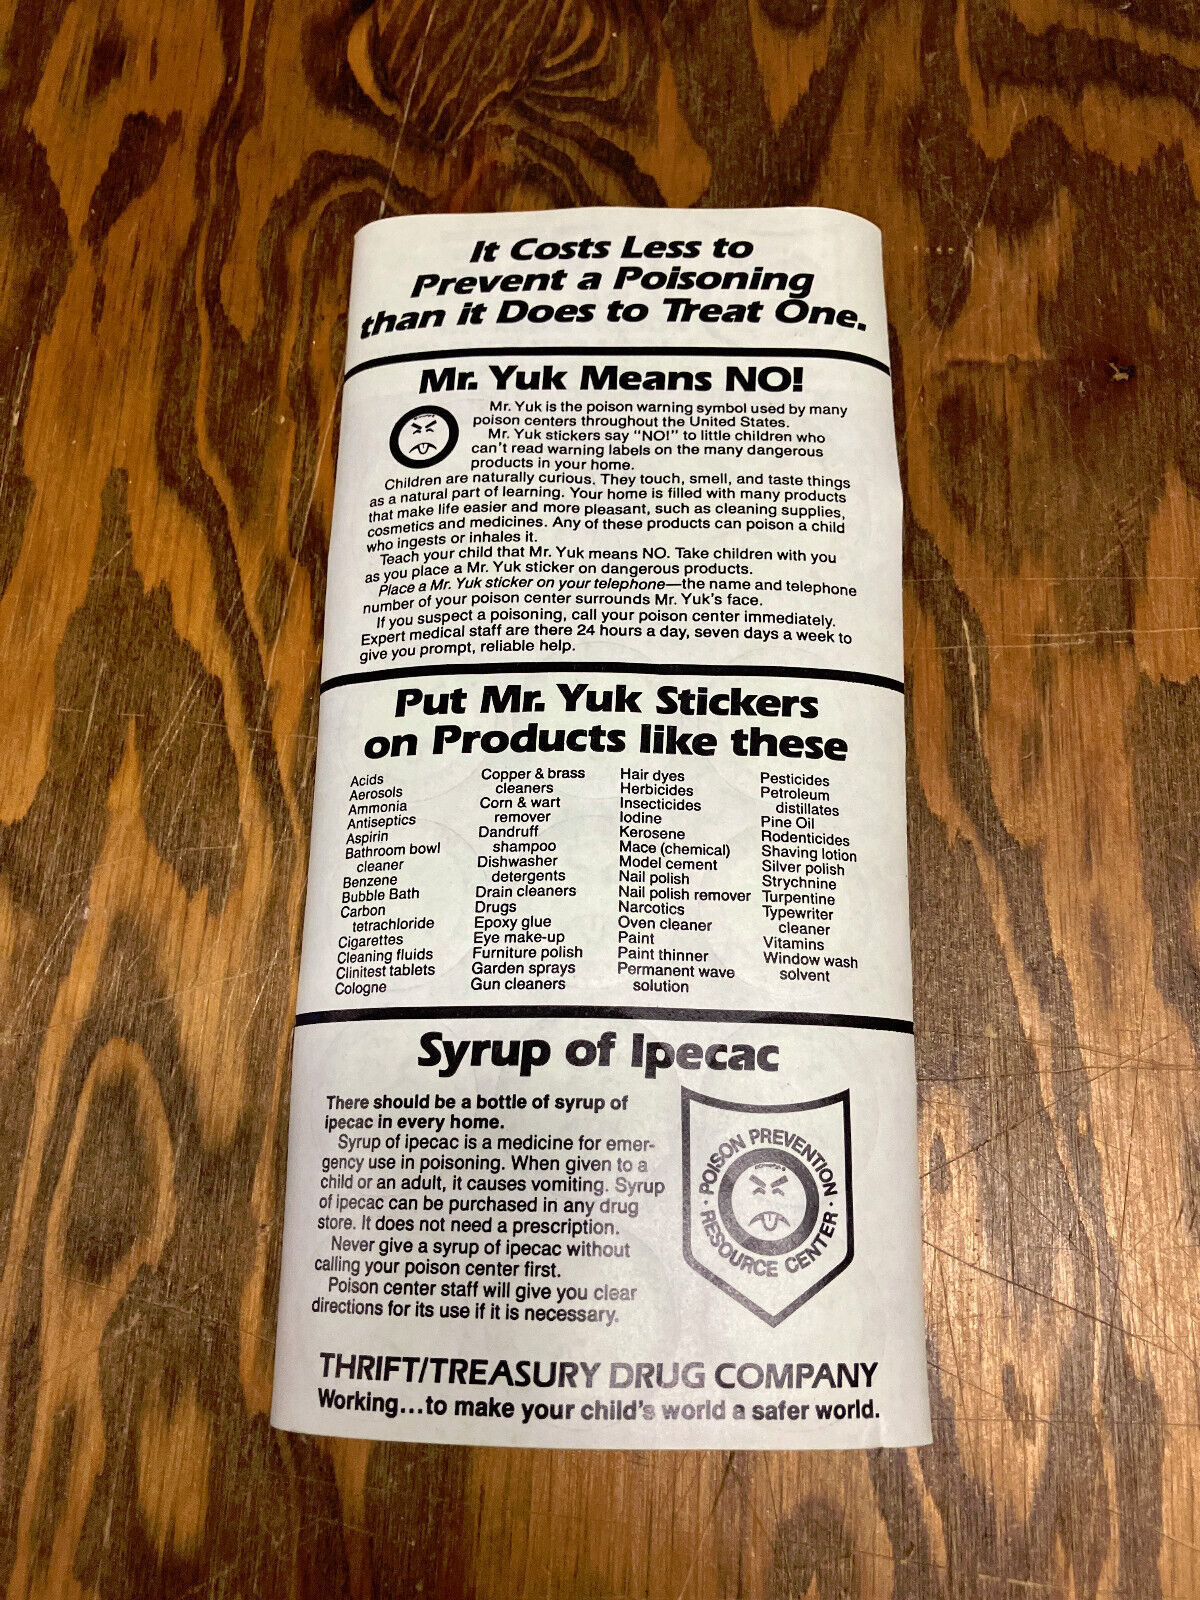 It Costs Less to
Prevent a Poisoning
than it Does to Treat One.
Mr. Yuk Means NO!
Mr. Yuk is the poison warning symbol used by many
poison centers throughout the United States.
Mr. Yuk stickers say "NO!" to little children who
can't read warning labels on the many dangerous
products in your home.
Children are naturally curious. They touch, smell, and taste things
as a natural part of learning. Your home is filled with many products
that make life easier and more pleasant, such as cleaning supplies,
cosmetics and medicines. Any of these products can poison a child
who ingests or inhales it.
Teach your child that Mr. Yuk means NO. Take children with you
as you place a Mr. Yuk sticker on dangerous products.
Place a Mr. Yuk sticker on your telephone—the name and telephone
number of your poison center surrounds Mr. Yuk's face.
If you suspect a poisoning, call your poison center immediately.
Expert medical staff are there 24 hours a day, seven days a week to
give you prompt, reliable help.
Put Mr. Yuk Stickers
on Products like these
Acids
Aerosols
Ammonia
Antiseptics
Aspirin
Bathroom bowl
cleaner
Benzene
Bubble Bath
Carbon
tetrachloride
Cigarettes
Cleaning fluids
Clinitest tablets
Cologne
Copper & brass
cleaners
Corn & wart
remover
Dandruff
shampoo
Dishwasher
detergents
Drain cleaners
Drugs
Epoxy glue
Eye make-up
Furniture polish
Garden sprays
Gun cleaners
Hair dyes
Herbicides
Insecticides
Iodine
Kerosene
Mace (chemical)
Model cement
Nail polish
Nail polish remover
Narcotics
Oven cleaner
Paint
Paint thinner
Permanent wave
solution
Pesticides
Petroleum
distillates
Pine Oil
Rodenticides
Shaving lotion
Silver polish
Strychnine
Turpentine
Typewriter
cleaner
Vitamins
Window wash
solvent
Syrup of Ipecac
There should be a bottle of syrup of
ipecac in every home.
Syrup of ipecac is a medicine for emer-
gency use in poisoning. When given to a
child or an adult, it causes vomiting. Syrup
of ipecac can be purchased in any drug
store. It does not need a prescription.
Never give a syrup of ipecac without
calling your poison center first.
Poison center staff will give you clear
directions for its use if it is necessary.
· POISON PREVENTION ·
RESOURCE CENTER
THRIFT/TREASURY DRUG COMPANY
Working...to make your child's world a safer world.